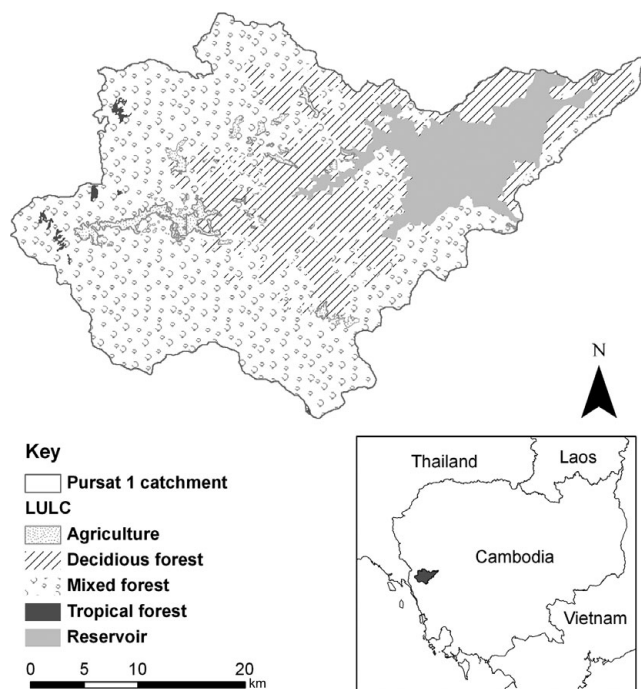 N
Key
Pursat 1 catchment
LULC
Agriculture
Decidious forest
Mixed forest
Tropical forest
Reservoir
0 5 10 20
km
Thailand
Laos
Cambodia
Vietnam